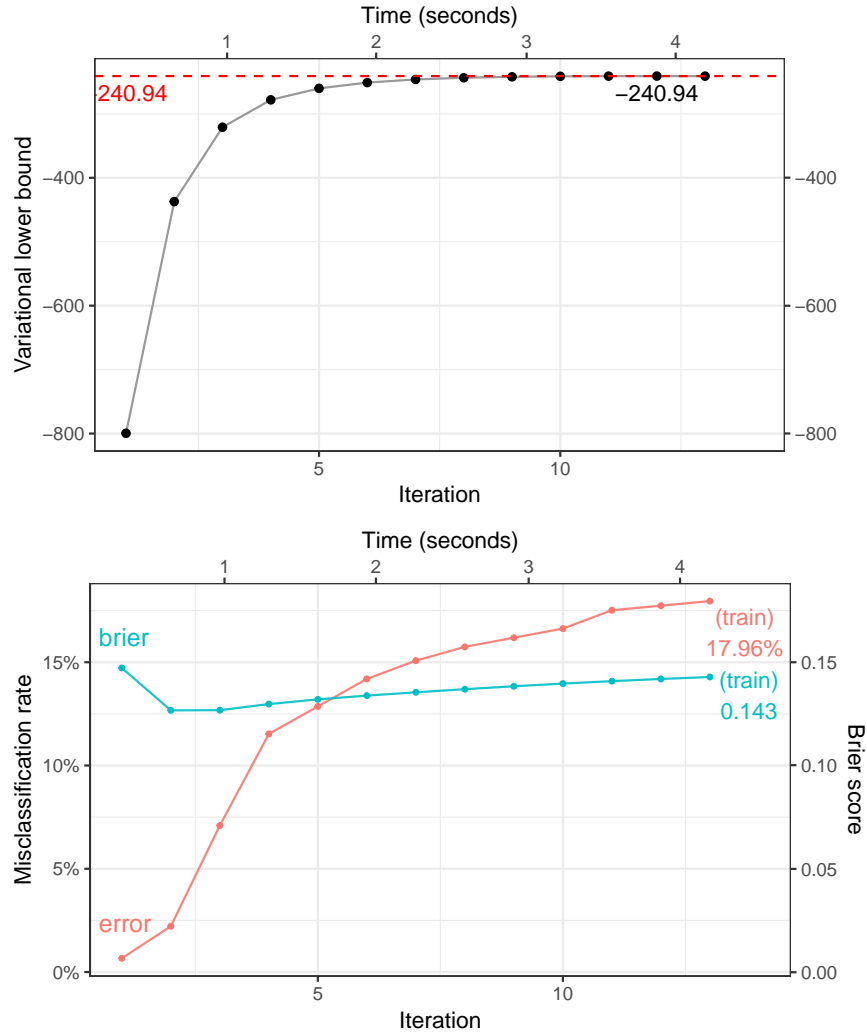 Time (seconds)
1 2 3 4
240.94
−240.94
−400 −400
−600 −600
−800 −800
Variational lower bound
5 10
Iteration
Time (seconds)
1 2 3 4
brier
(train)
17.96%
15% 0.15
(train)
0.143
10% 0.10
5% 0.05
error
0% 0.00
Misclassification rate
Brier score
5 10
Iteration